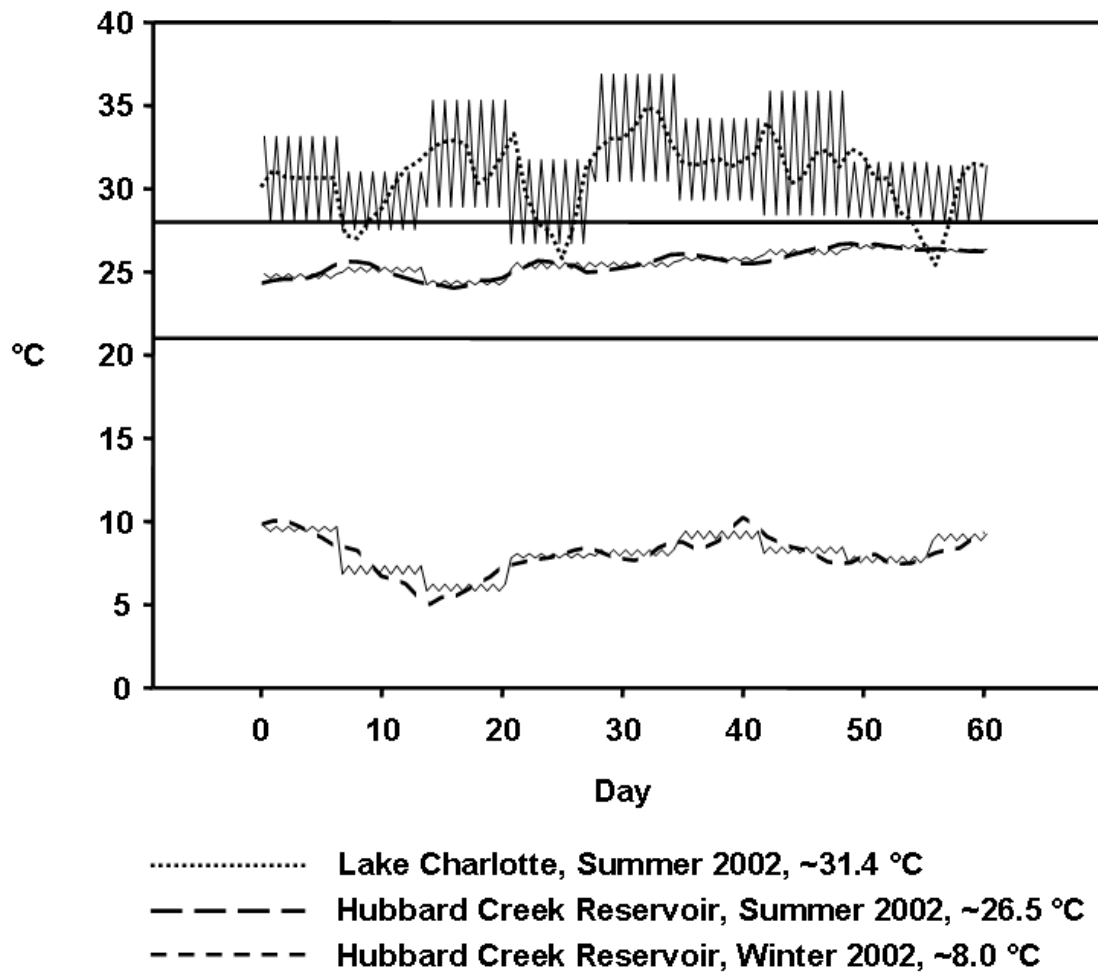 40
35
30
25
°C
20
15
10
5
0
0 10 20 30 40 50 60
Day
Lake Charlotte, Summer 2002, ~31.4 °C
Hubbard Creek Reservoir, Summer 2002, ~26.5 °C
Hubbard Creek Reservoir, Winter 2002, ~8.0 °C